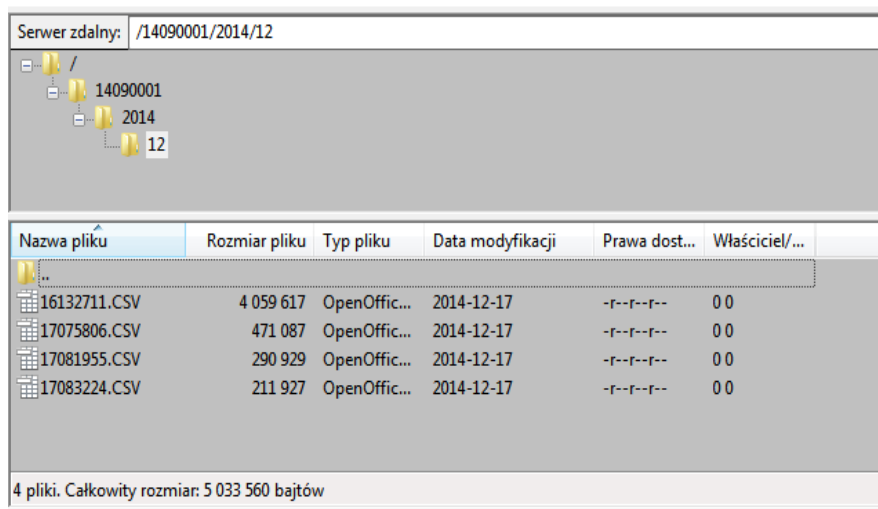 Serwer zdalny: /14090001/2014/12
/
14090001
2014
12
Nazwa pliku Rozmiar pliku Typ pliku Data modyfikacji Prawa dost... Właściciel/...
..
16132711.CSV 4 059 617 OpenOffic... 2014-12-17 -r--r--r-- 0 0
17075806.CSV 471 087 OpenOffic... 2014-12-17 -r--r--r-- 0 0
17081955.CSV 290 929 OpenOffic... 2014-12-17 -r--r--r-- 0 0
17083224.CSV 211 927 OpenOffic... 2014-12-17 -r--r--r-- 0 0
4 pliki. Całkowity rozmiar: 5 033 560 bajtów